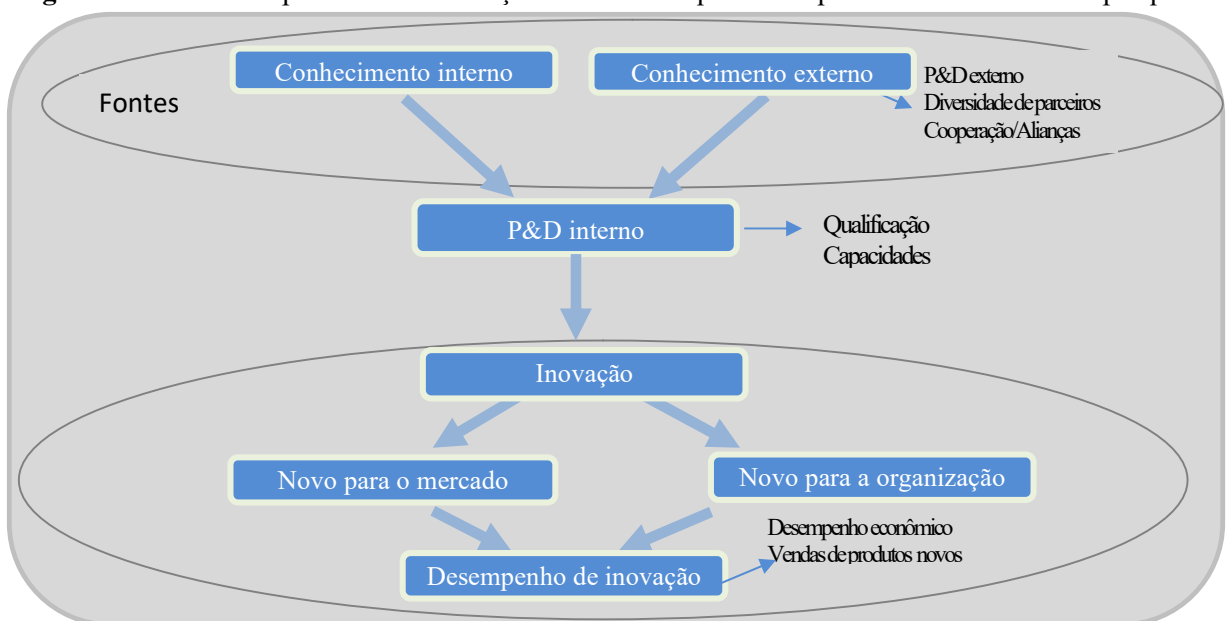 Conhecimento interno
Conhecimento externo
Fontes
P&D externo
Diversidade de parceiros
Cooperação/Alianças
P&D interno
Qualificação
Capacidades
Inovação
Novo para o mercado
Novo para a organização
Desempenho econômico
Vendas de produtos novos
Desempenho de inovação